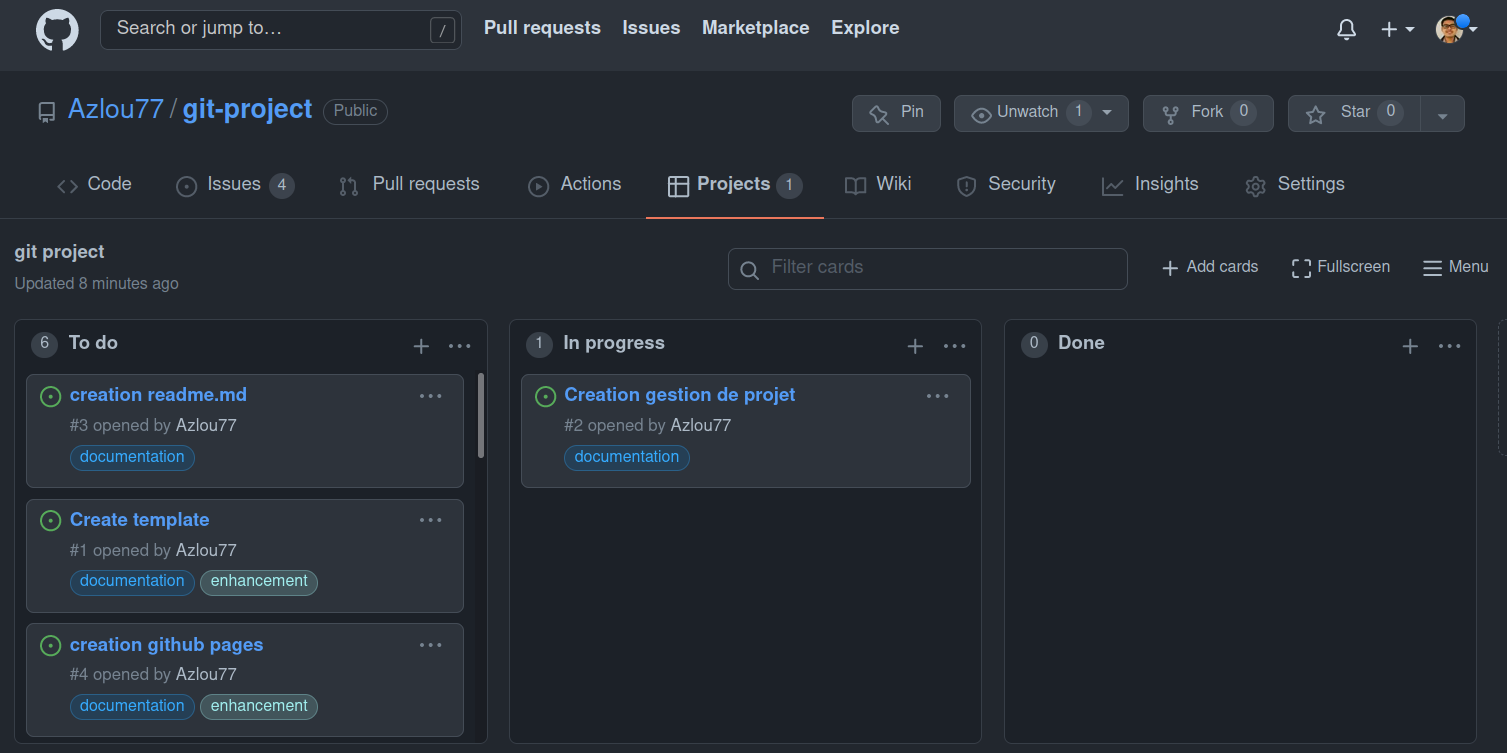 Search or jump to… /
Pull requests Issues Marketplace Explore
Azlou77 / git-project Public
Pin
Unwatch 1
Fork 0
Star 0
Code
Issues 4
Pull requests
Actions
Projects 1
Wiki
Security
Insights
Settings
git project
Updated 8 minutes ago
Filter cards
Add cards
Fullscreen
Menu
6 To do
creation readme.md
#3 opened by Azlou77
documentation
Create template
#1 opened by Azlou77
documentation enhancement
creation github pages
#4 opened by Azlou77
documentation enhancement
1 In progress
Creation gestion de projet
#2 opened by Azlou77
documentation
0 Done